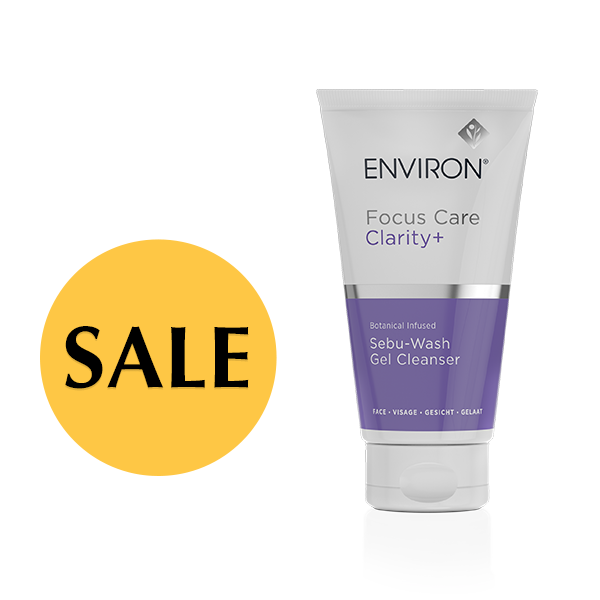 SALE
ENVIRON®
Focus Care
Clarity+
Botanical Infused
Sebu-Wash
Gel Cleanser
FACE • VISAGE • GESICHT • GELAAT